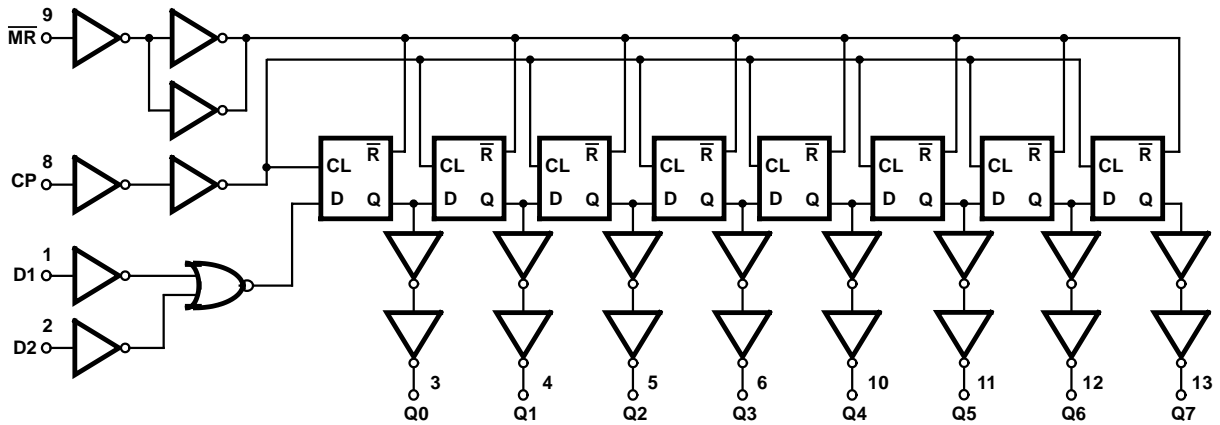 9
M̅R̅
R̅ R̅ R̅ R̅ R̅ R̅ R̅ R̅
8
CP
CL CL CL CL CL CL CL CL
D Q D Q D Q D Q D Q D Q D Q D Q
1
D1
2
D2
3 4 5 6 10 11 12 13
Q0 Q1 Q2 Q3 Q4 Q5 Q6 Q7